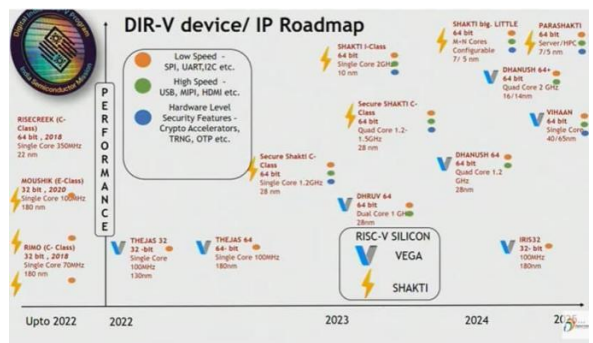 DIR-V device/ IP Roadmap
Low Speed -
SPI, UART,I2C etc.
High Speed -
USB, MIPI, HDMI etc.
Hardware Level
Security Features -
Crypto Accelerators,
TRNG, OTP etc.
PERFORMANCE
RISECREEK (C-
Class)
64 bit, 2018
Single Core 350MHz
22 nm
MOUSHIK (E-Class)
32 bit, 2020
Single Core 100MHz
180 nm
RIMO (C- Class)
32 bit, 2018
Single Core 70MHz
180 nm
THEJAS 32
32 -bit
Single Core
100MHz
130nm
THEJAS 64
64- bit
Single Core 100MHz
180nm
Secure Shakti C-
Class
64 bit
Single Core 1.2GHz
28 nm
SHAKTI I-Class
64 bit
Single Core 2GHz
10 nm
Secure SHAKTI C-
Class
64 bit
Quad Core 1.2-
1.5GHz
28 nm
DHRUV 64
64 bit
Dual Core 1 GHz
28nm
SHAKTI big. LITTLE
64 bit
M+N Cores
Configurable
7/ 5 nm
PARASHAKTI
64 bit
Server/HPC
7/5 nm
DHANUSH 64+
64 bit
Quad Core 2 GHz
16/14nm
VIHAAN
64 bit
Single Core
40/65nm
DHANUSH 64
64 bit
Quad Core 1.2
GHz
28nm
IRIS32
32- bit
100MHz
180nm
RISC-V SILICON
VEGA
SHAKTI
Upto 2022
2022
2023
2024